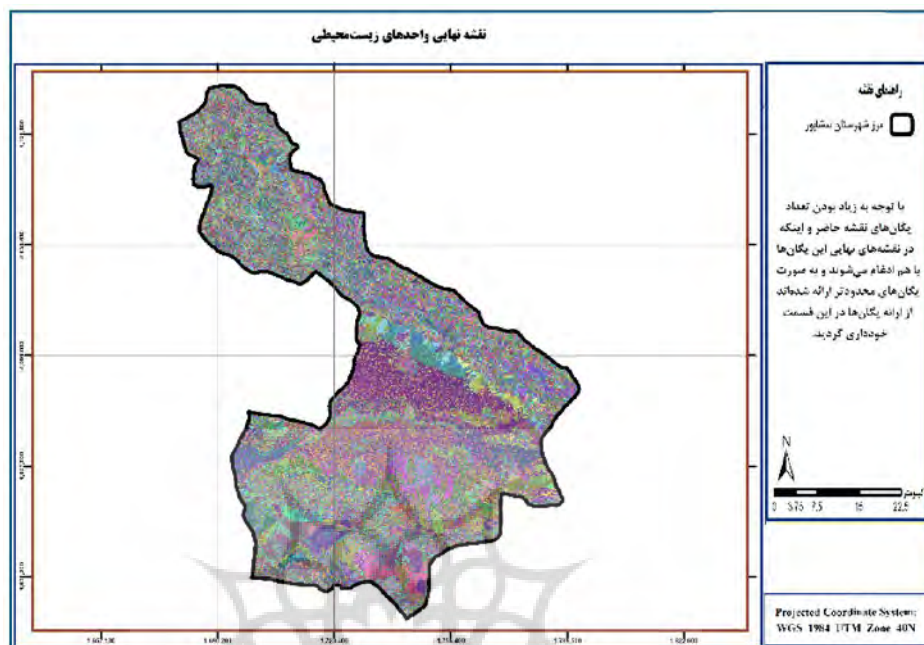 نقشه نهایی واحدهای زیست‌محیطی
راهنمای نقشه
مرز شهرستان نیشابور
با توجه به زیاد بودن تعداد
یگان‌های نقشه حاضر و اینکه
در نقشه‌های نهایی این یگان‌ها
با هم ادغام می‌شوند و به صورت
یگان‌های محدودتر ارائه شده‌اند
از ارائه یگان‌ها در این قسمت
خودداری گردید.
N
کیلومتر
0 3.75 7.5 15 22.5
Projected Coordinate System:
WGS 1984 UTM Zone 40N